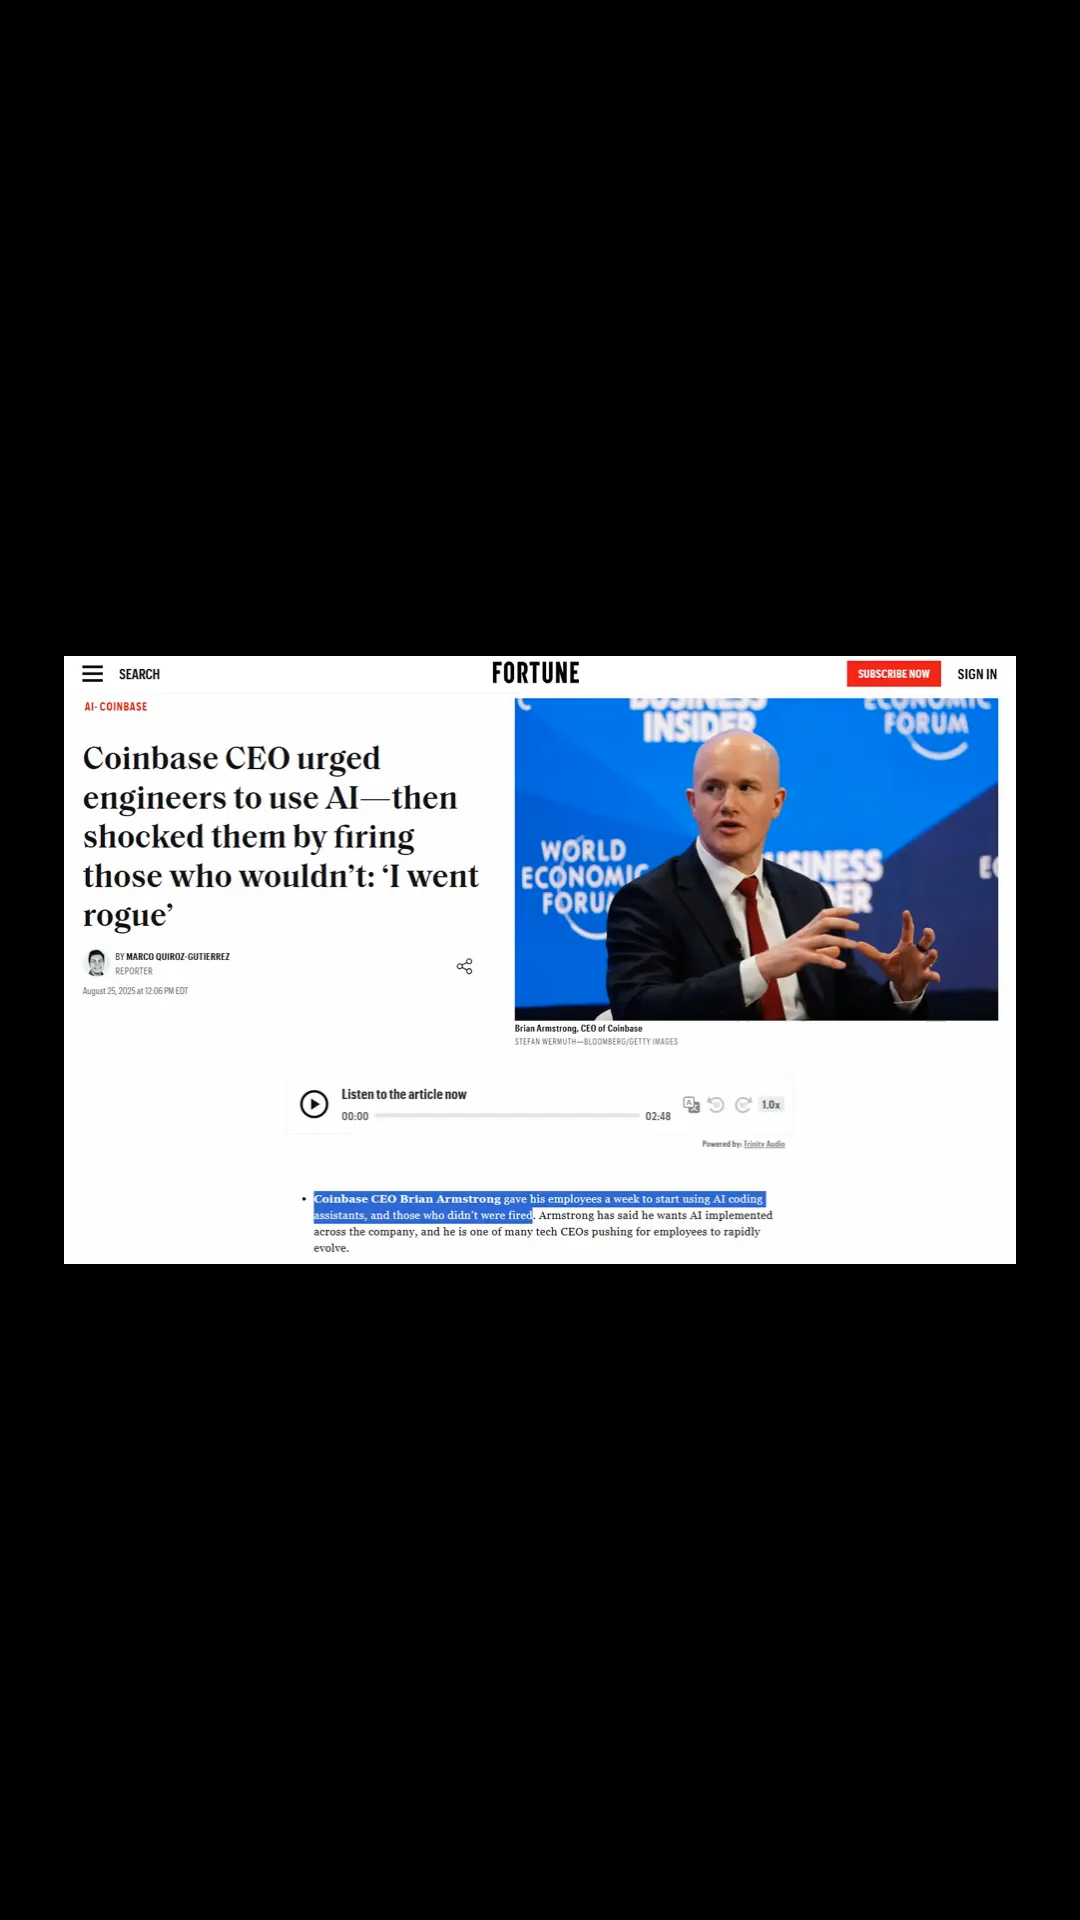 SEARCH
FORTUNE
SUBSCRIBE NOW
SIGN IN
AI· COINBASE
Coinbase CEO urged
engineers to use AI—then
shocked them by firing
those who wouldn't: 'I went
rogue'
BY MARCO QUIROZ-GUTIERREZ
REPORTER
August 25, 2025 at 12:06 PM EDT
BUSINESS
INSIDER
ECONOMIC
FORUM
WORLD
ECONOMIC
FORUM
Brian Armstrong, CEO of Coinbase
STEFAN WERMUTH—BLOOMBERG/GETTY IMAGES
Listen to the article now
00:00
02:48
1.0x
Powered by: Trinity Audio
• Coinbase CEO Brian Armstrong gave his employees a week to start using AI coding
assistants, and those who didn't were fired. Armstrong has said he wants AI implemented
across the company, and he is one of many tech CEOs pushing for employees to rapidly
evolve.